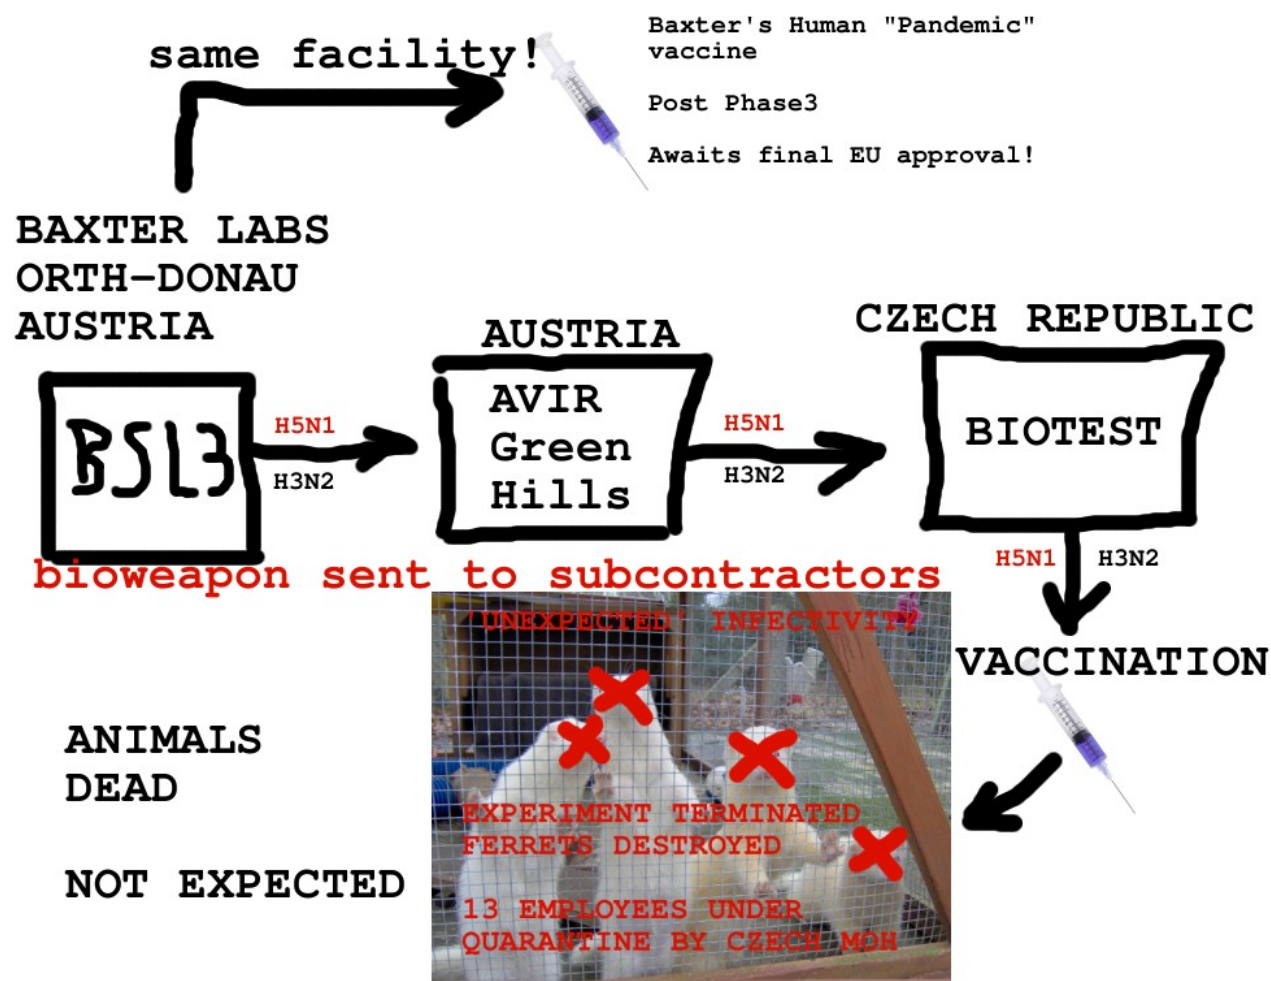 same facility!
Baxter's Human "Pandemic"
vaccine
Post Phase3
Awaits final EU approval!
BAXTER LABS
ORTH-DONAU
AUSTRIA
BSL3
H5N1
H3N2
AUSTRIA
AVIR
Green
Hills
H5N1
H3N2
CZECH REPUBLIC
BIOTEST
H5N1
H3N2
bioweapon sent to subcontractors
VACCINATION
'UNEXPECTED' INFECTIVITY
EXPERIMENT TERMINATED
FERRETS DESTROYED
13 EMPLOYEES UNDER
QUARANTINE BY CZECH MOH
ANIMALS
DEAD
NOT EXPECTED